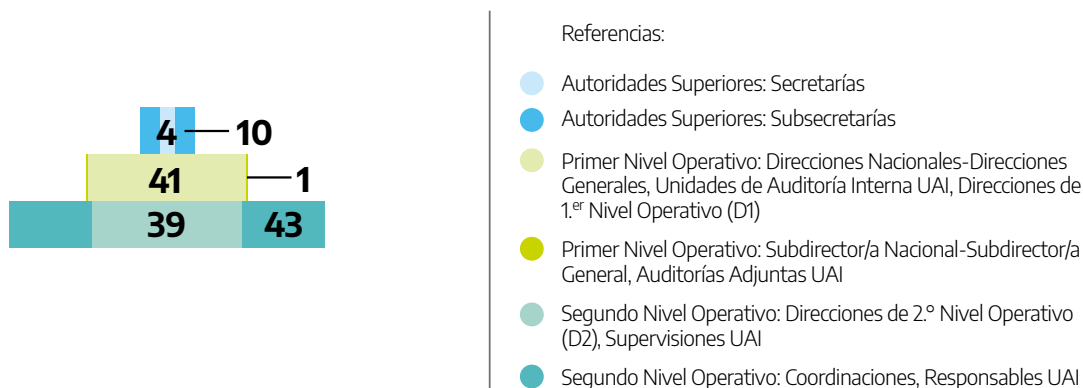 4 10
41 1
39 43
Referencias:
Autoridades Superiores: Secretarías
Autoridades Superiores: Subsecretarías
Primer Nivel Operativo: Direcciones Nacionales-Direcciones
Generales, Unidades de Auditoría Interna UAI, Direcciones de
1.er Nivel Operativo (D1)
Primer Nivel Operativo: Subdirector/a Nacional-Subdirector/a
General, Auditorías Adjuntas UAI
Segundo Nivel Operativo: Direcciones de 2.º Nivel Operativo
(D2), Supervisiones UAI
Segundo Nivel Operativo: Coordinaciones, Responsables UAI